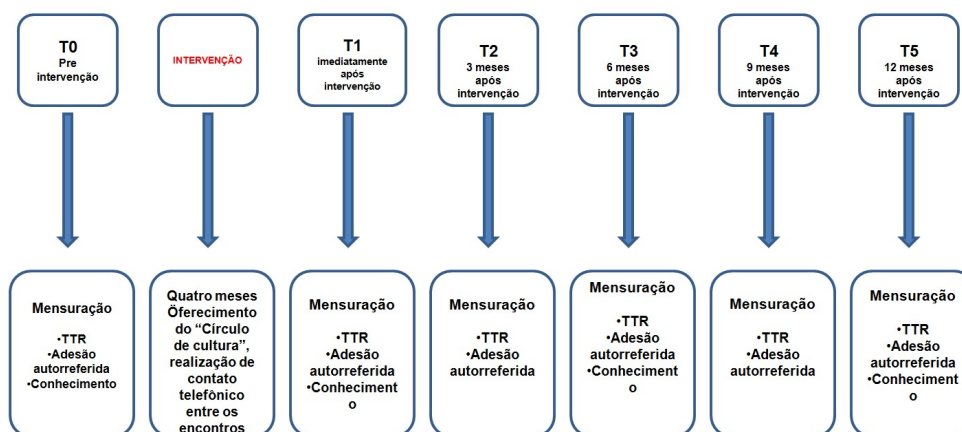 T0
Pre
intervenção
INTERVENÇÃO
T1
imediatamente
após
intervenção
T2
3 meses
após
intervenção
T3
6 meses
após
intervenção
T4
9 meses
após
intervenção
T5
12 meses
após
intervenção
Mensuração
•TTR
•Adesão
autorreferida
•Conhecimento
Quatro meses
Öferecimento
do “Círculo
de cultura”,
realização de
contato
telefônico
entre os
encontros
Mensuração
•TTR
•Adesão
autorreferida
•Conheciment
o
Mensuração
•TTR
•Adesão
autorreferida
Mensuração
•TTR
•Adesão
autorreferida
•Conheciment
o
Mensuração
•TTR
•Adesão
autorreferida
Mensuração
•TTR
•Adesão
autorreferida
•Conheciment
o